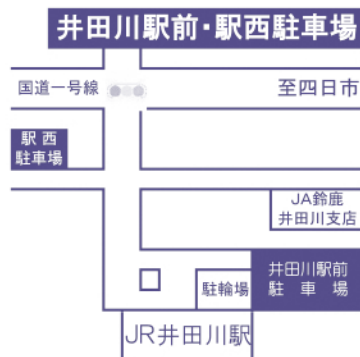 井田川駅前・駅西駐車場
国道一号線
至四日市
駅西
駐車場
JA鈴鹿
井田川支店
井田川駅前
駐車場
駐輪場
JR井田川駅